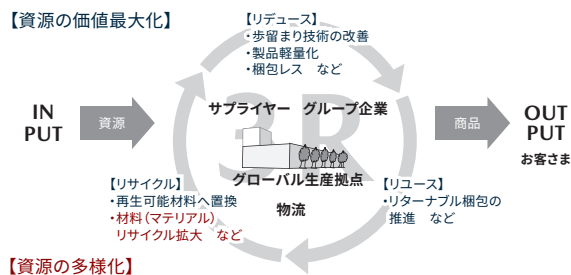 【資源の価値最大化】
【リデュース】
・歩留まり技術の改善
・製品軽量化
・梱包レス　など
IN
PUT
資源
サプライヤー　グループ企業
3R
グローバル生産拠点
物流
商品
OUT
PUT
お客さま
【リサイクル】
・再生可能材料へ置換
・材料（マテリアル）
リサイクル拡大　など
【リユース】
・リターナブル梱包の
推進　など
【資源の多様化】